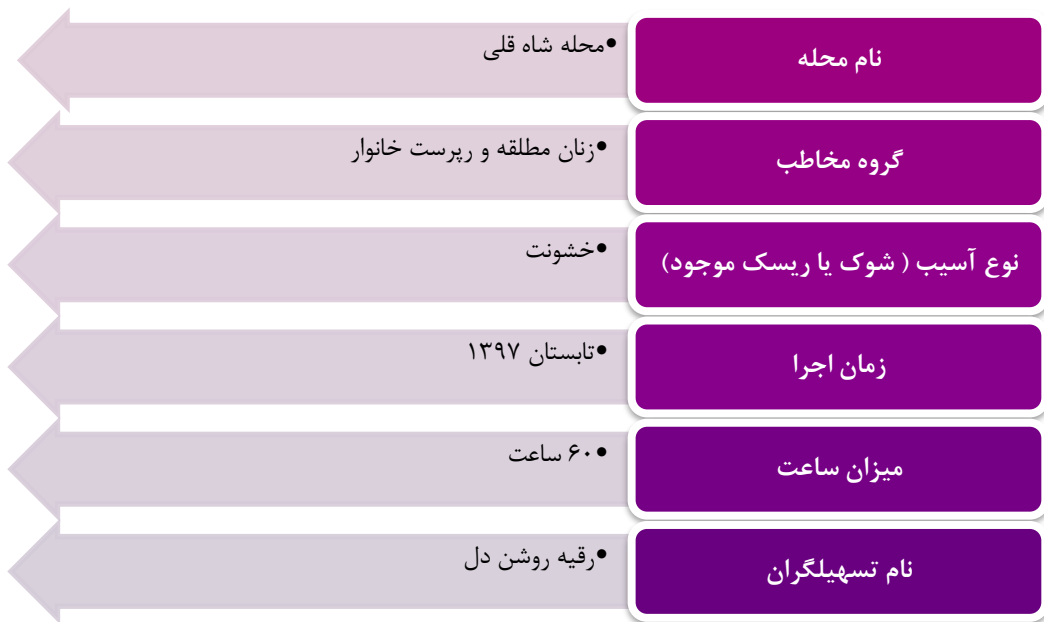 نام محله
•محله شاه قلی
گروه مخاطب
•زنان مطلقه و رپرست خانوار
نوع آسیب ( شوک یا ریسک موجود)
•خشونت
زمان اجرا
•تابستان ۱۳۹۷
میزان ساعت
•۶۰ ساعت
نام تسهیلگران
•رقیه روشن دل